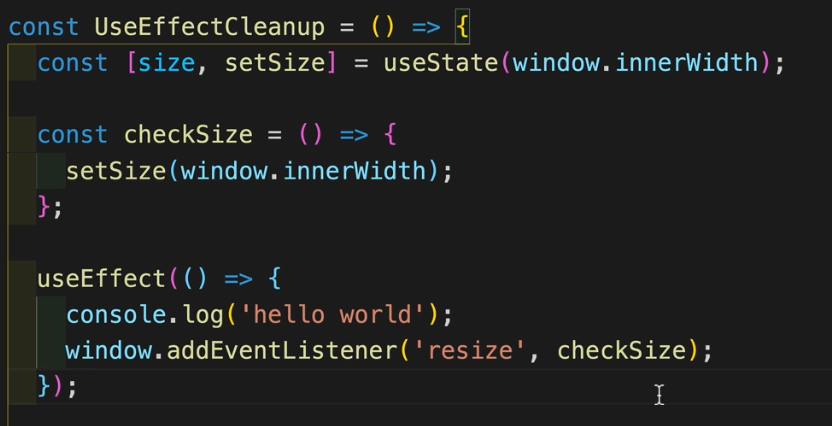 const UseEffectCleanup = () => {
const [size, setSize] = useState(window.innerWidth);
const checkSize = () => {
setSize(window.innerWidth);
};
useEffect(() => {
console.log('hello world');
window.addEventListener('resize', checkSize);
});